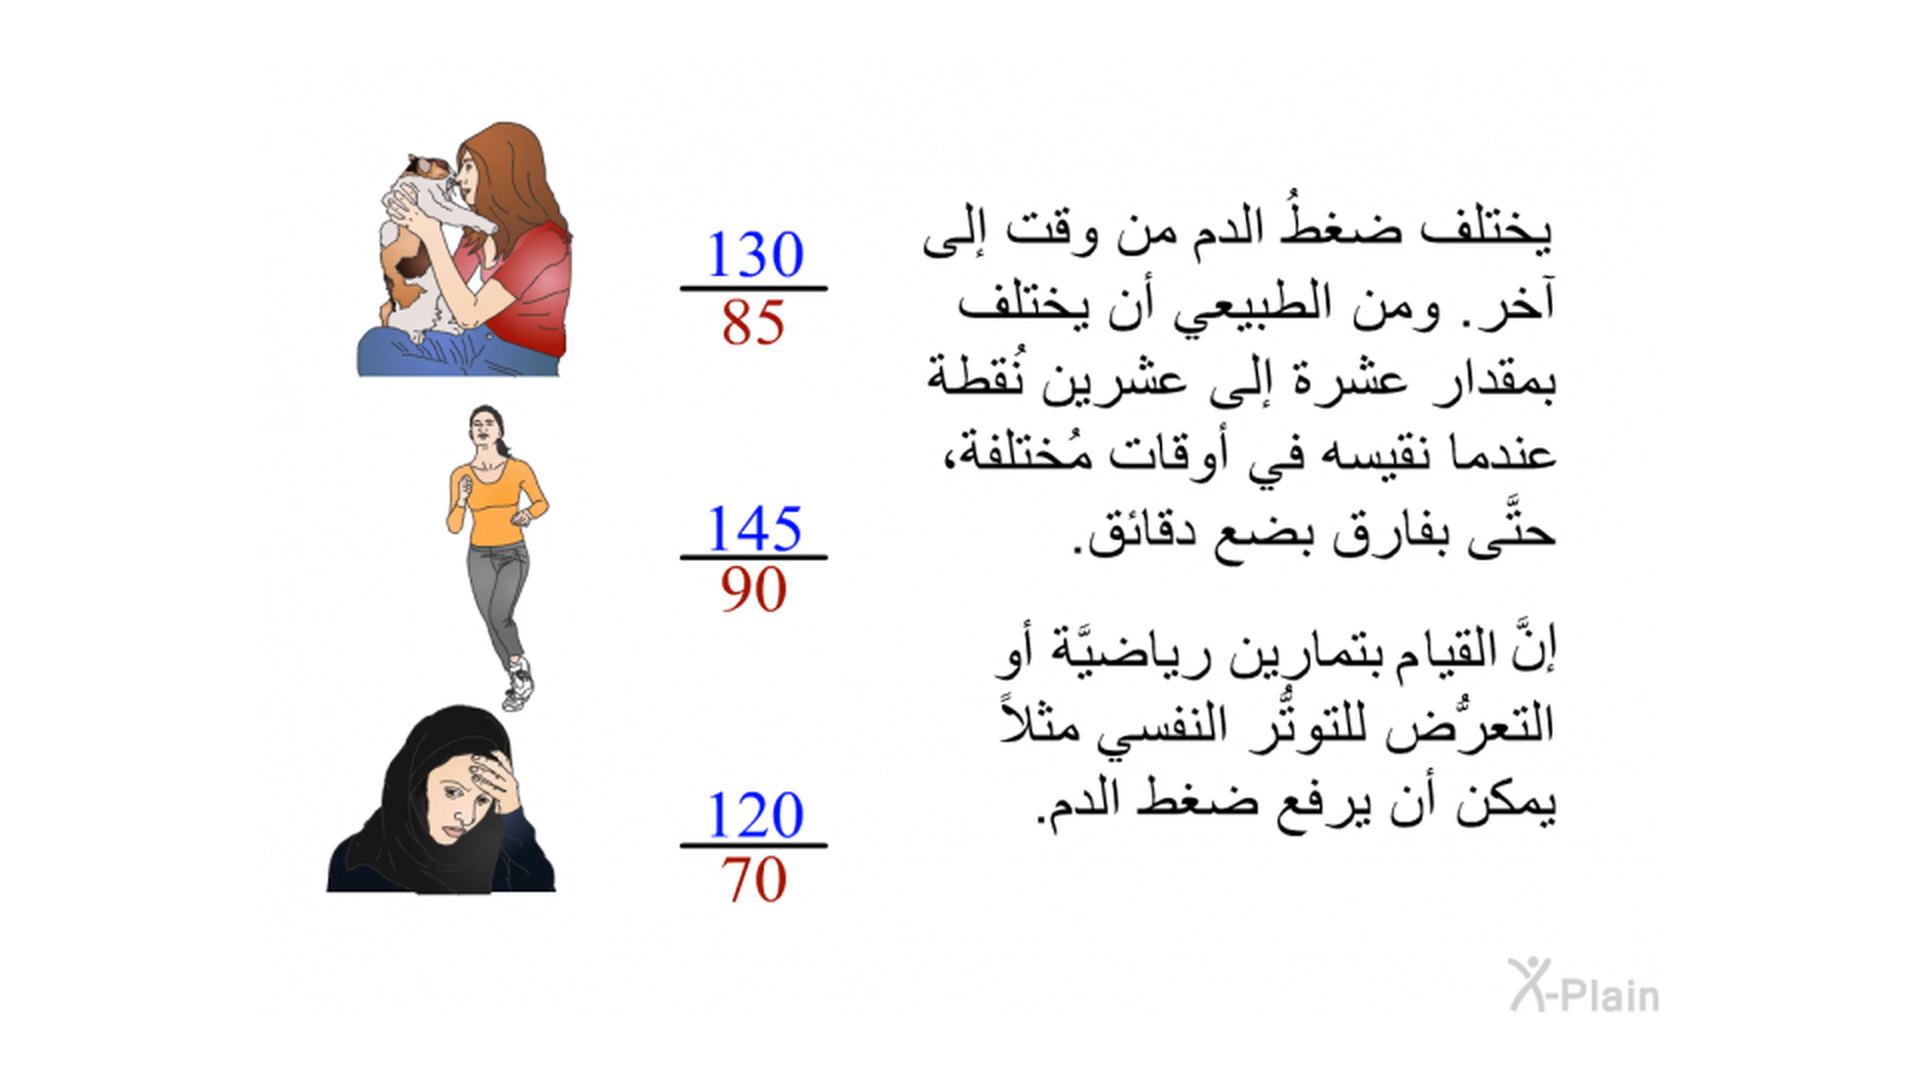 يختلف ضغطُ الدم من وقت إلى
آخر. ومن الطبيعي أن يختلف
بمقدار عشرة إلى عشرين نُقطة
عندما نقيسه في أوقات مُختلفة،
حتَّى بفارق بضع دقائق.
إنَّ القيام بتمارين رياضيَّة أو
التعرُّض للتوتُّر النفسي مثلاً
يمكن أن يرفع ضغط الدم.
130
85
145
90
120
70
X-Plain